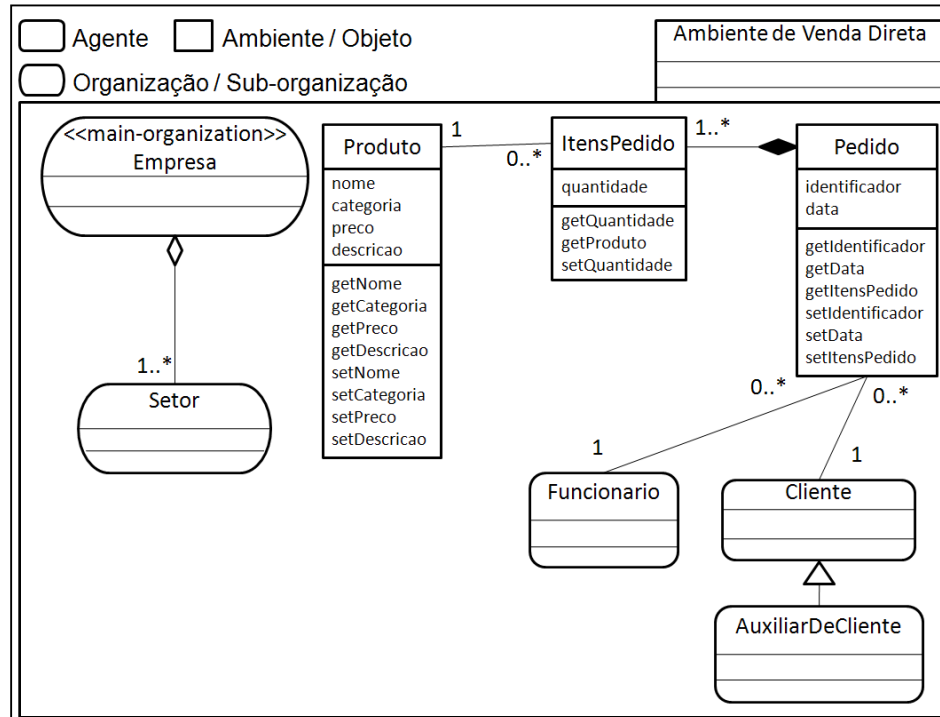 Agente
Ambiente / Objeto
Organização / Sub-organização
Ambiente de Venda Direta
<<main-organization>>
Empresa
1..*
Setor
Produto
nome
categoria
preco
descricao
getNome
getCategoria
getPreco
getDescricao
setNome
setCategoria
setPreco
setDescricao
1
0..*
ItensPedido
quantidade
getQuantidade
getProduto
setQuantidade
1..*
Pedido
identificador
data
getIdentificador
getData
getItensPedido
setIdentificador
setData
setItensPedido
0..*
0..*
1
1
Funcionario
Cliente
AuxiliarDeCliente